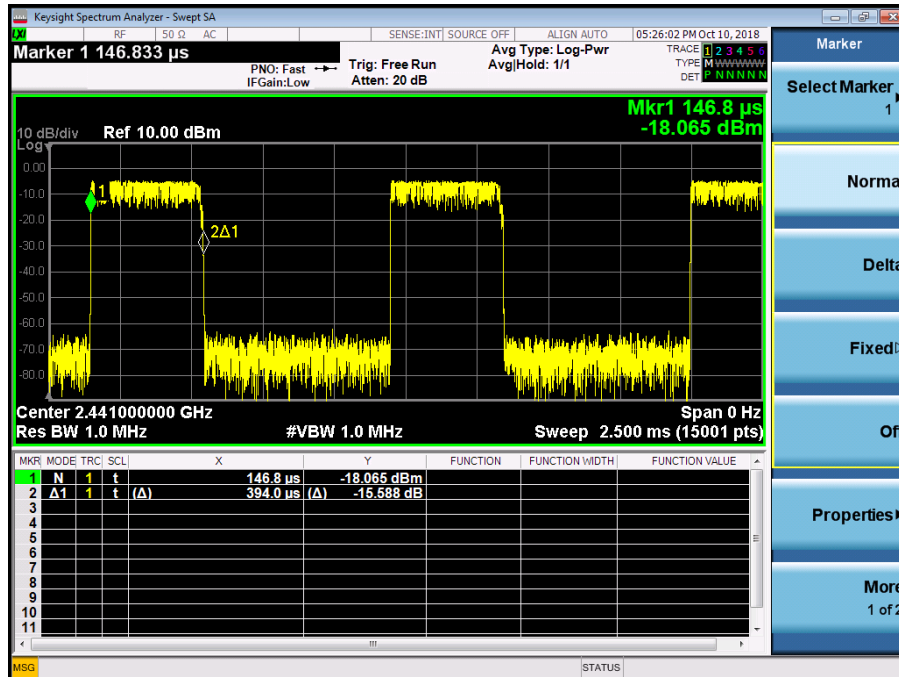 Keysight Spectrum Analyzer - Swept SA
LXI RF 50 Ω AC SENSE:INT SOURCE OFF ALIGN AUTO 05:26:02 PM Oct 10, 2018
Marker 1 146.833 µs
PNO: Fast
IFGain:Low
Trig: Free Run
Atten: 20 dB
Avg Type: Log-Pwr
Avg|Hold: 1/1
TRACE 1 2 3 4 5 6
TYPE M WWWWW
DET P N N N N N
Mkr1 146.8 µs
-18.065 dBm
10 dB/div Ref 10.00 dBm
Log
0.00
-10.0
-20.0
-30.0
-40.0
-50.0
-60.0
-70.0
-80.0
1
2Δ1
Center 2.441000000 GHz Span 0 Hz
Res BW 1.0 MHz #VBW 1.0 MHz Sweep 2.500 ms (15001 pts)
MKR MODE TRC SCL X Y FUNCTION FUNCTION WIDTH FUNCTION VALUE
1 N 1 t 146.8 µs -18.065 dBm
2 Δ1 1 t (Δ) 394.0 µs (Δ) -15.588 dB
3
4
5
6
7
8
9
10
11
MSG STATUS
Marker
Select Marker
1
Norma
Delta
Fixed
Of
Properties
More
1 of 2